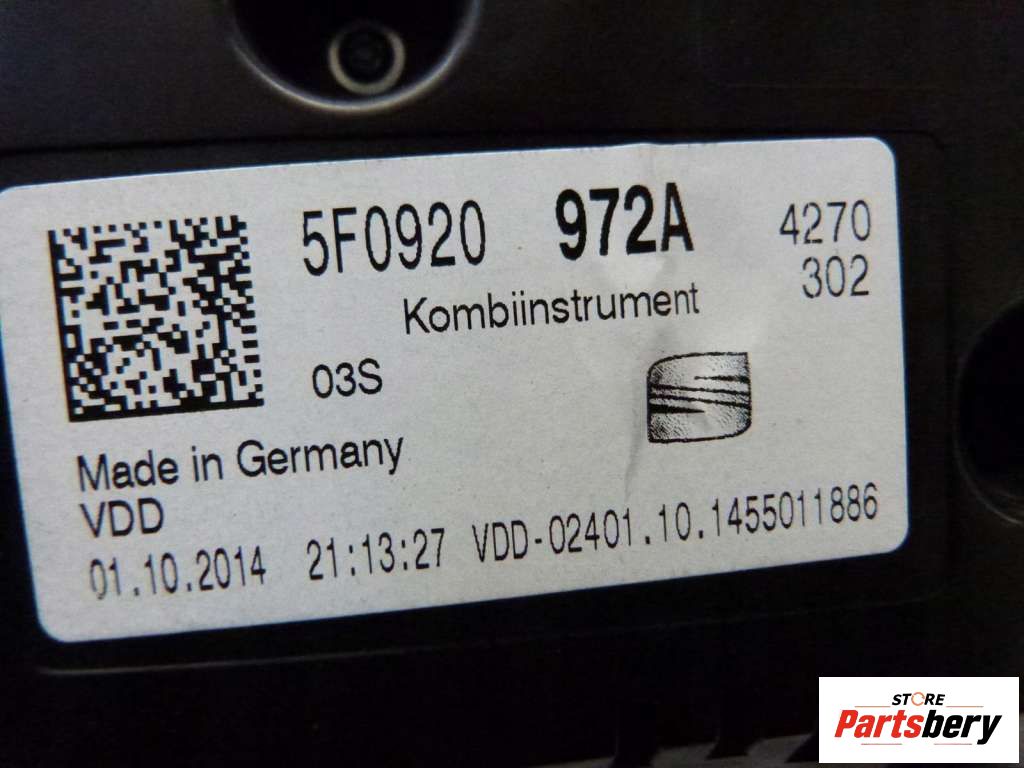 5F0920 972A 4270
302
Kombiinstrument
03S
Made in Germany
VDD
01.10.2014 21:13:27 VDD-02401.10.1455011886
STORE
Partsbery